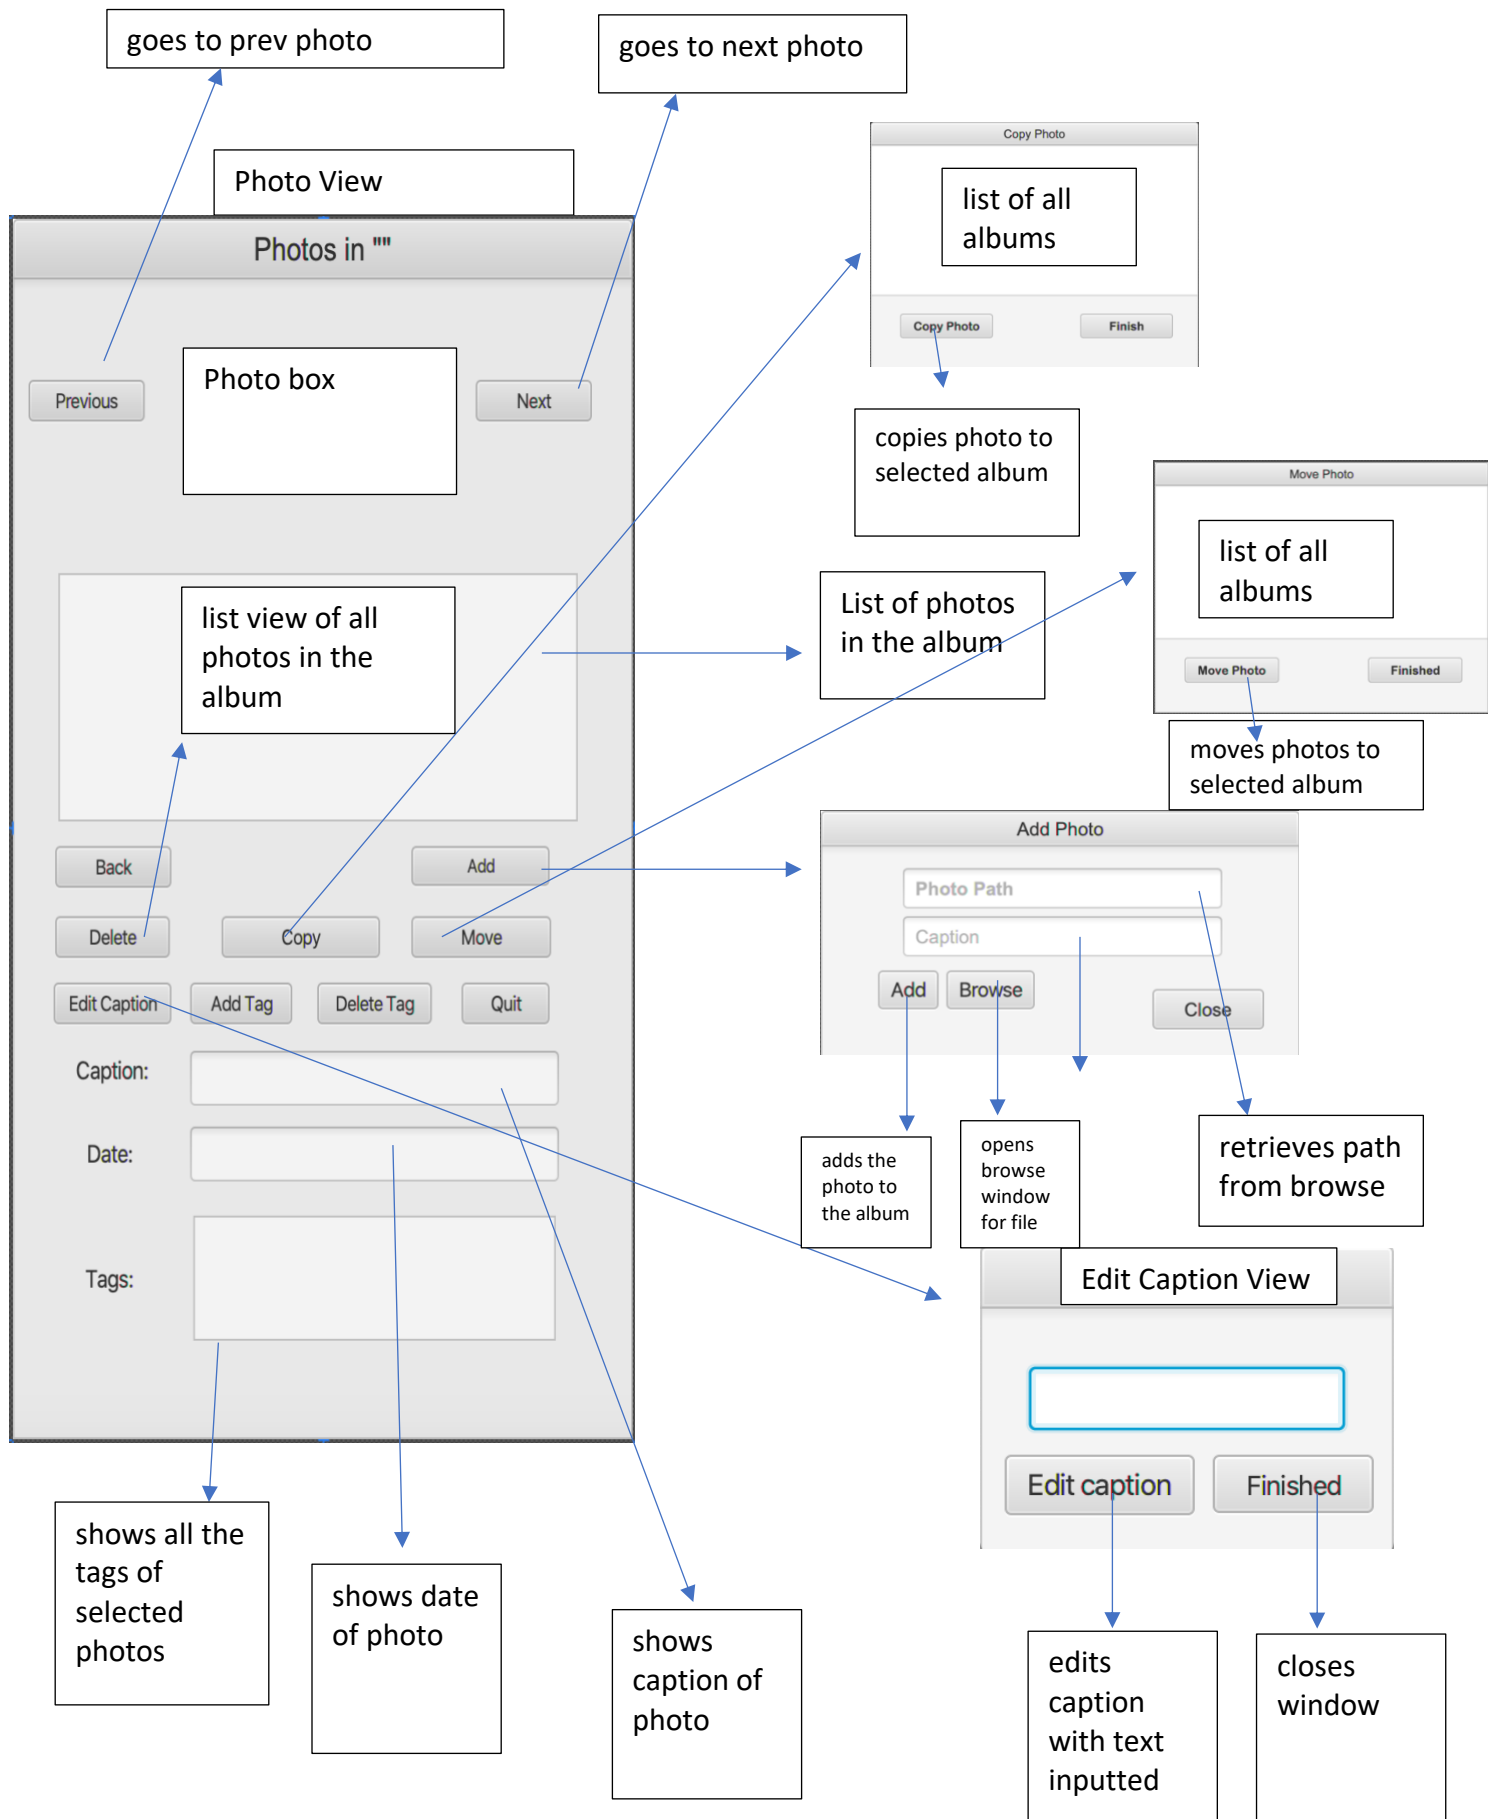 goes to prev photo
goes to next photo
Photo View
Photos in ""
Previous
Photo box
Next
list view of all
photos in the
album
Back
Add
Delete
Copy
Move
Edit Caption
Add Tag
Delete Tag
Quit
Caption:
Date:
Tags:
shows all the
tags of
selected
photos
shows date
of photo
shows
caption of
photo
Copy Photo
list of all
albums
Copy Photo
Finish
copies photo to
selected album
Move Photo
list of all
albums
Move Photo
Finished
moves photos to
selected album
List of photos
in the album
Add Photo
Photo Path
Caption
Add
Browse
Close
adds the
photo to
the album
opens
browse
window
for file
retrieves path
from browse
Edit Caption View
Edit caption
Finished
edits
caption
with text
inputted
closes
window